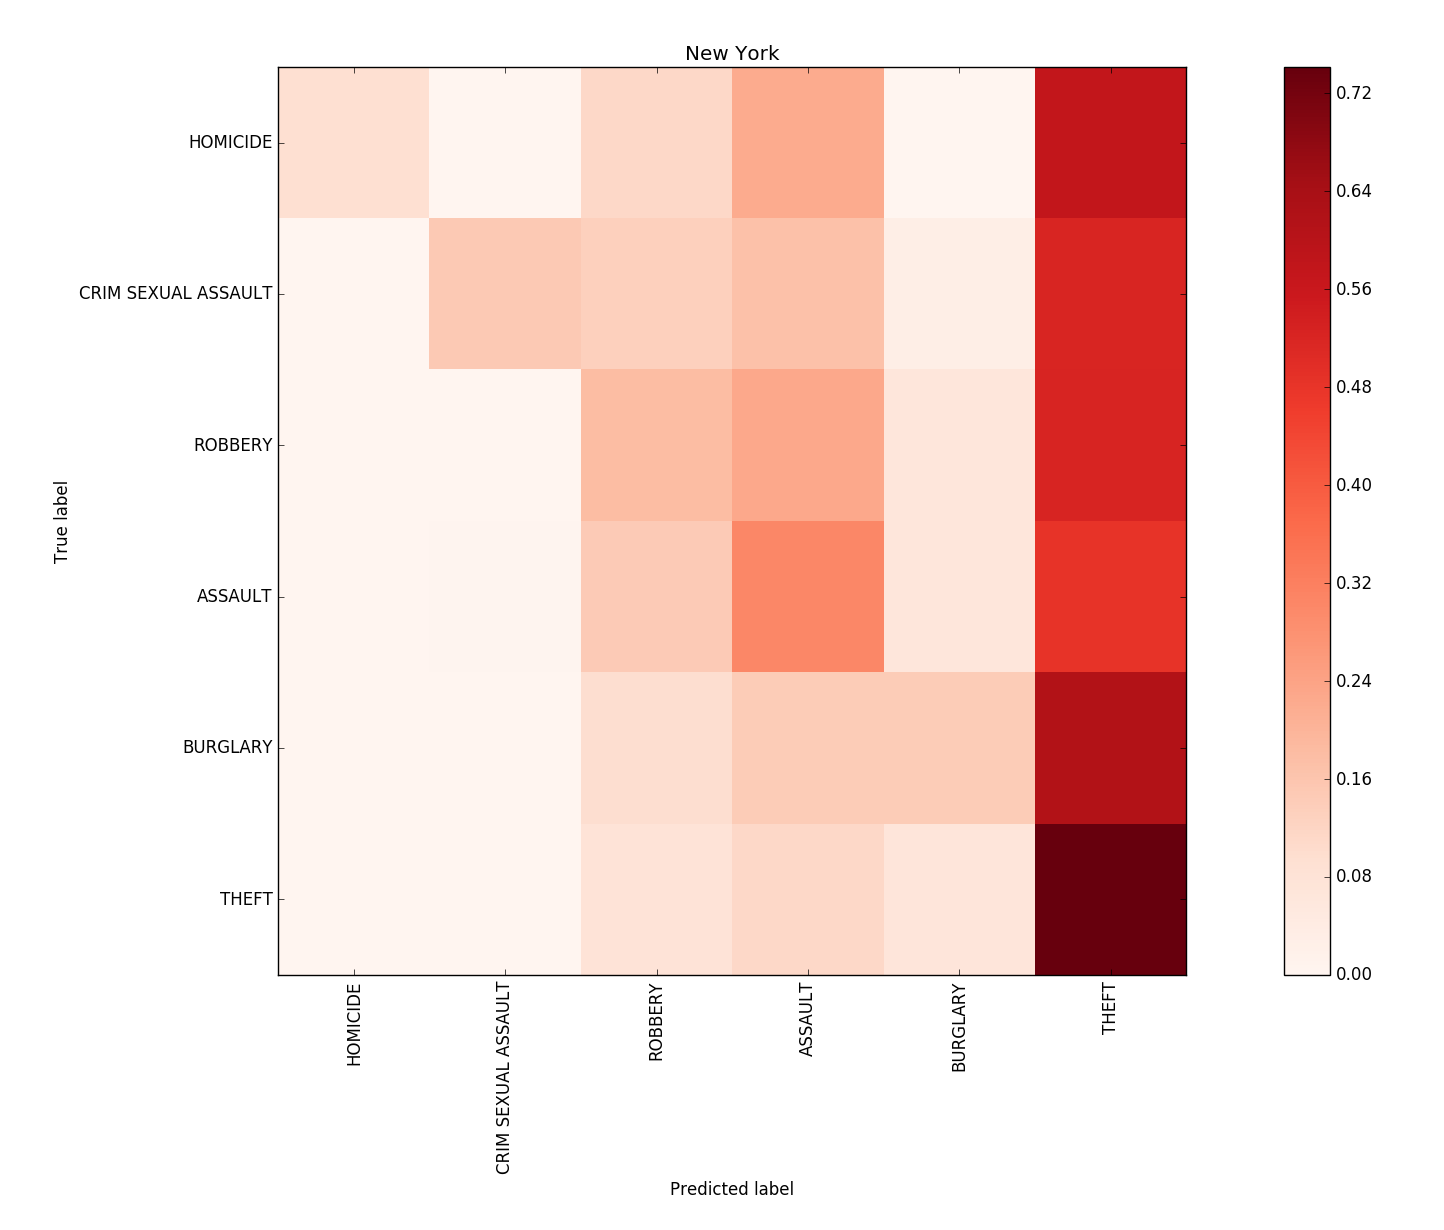 New York
HOMICIDE
CRIM SEXUAL ASSAULT
ROBBERY
ASSAULT
BURGLARY
THEFT
True label
HOMICIDE
CRIM SEXUAL ASSAULT
ROBBERY
ASSAULT
BURGLARY
THEFT
Predicted label
0.72
0.64
0.56
0.48
0.40
0.32
0.24
0.16
0.08
0.00